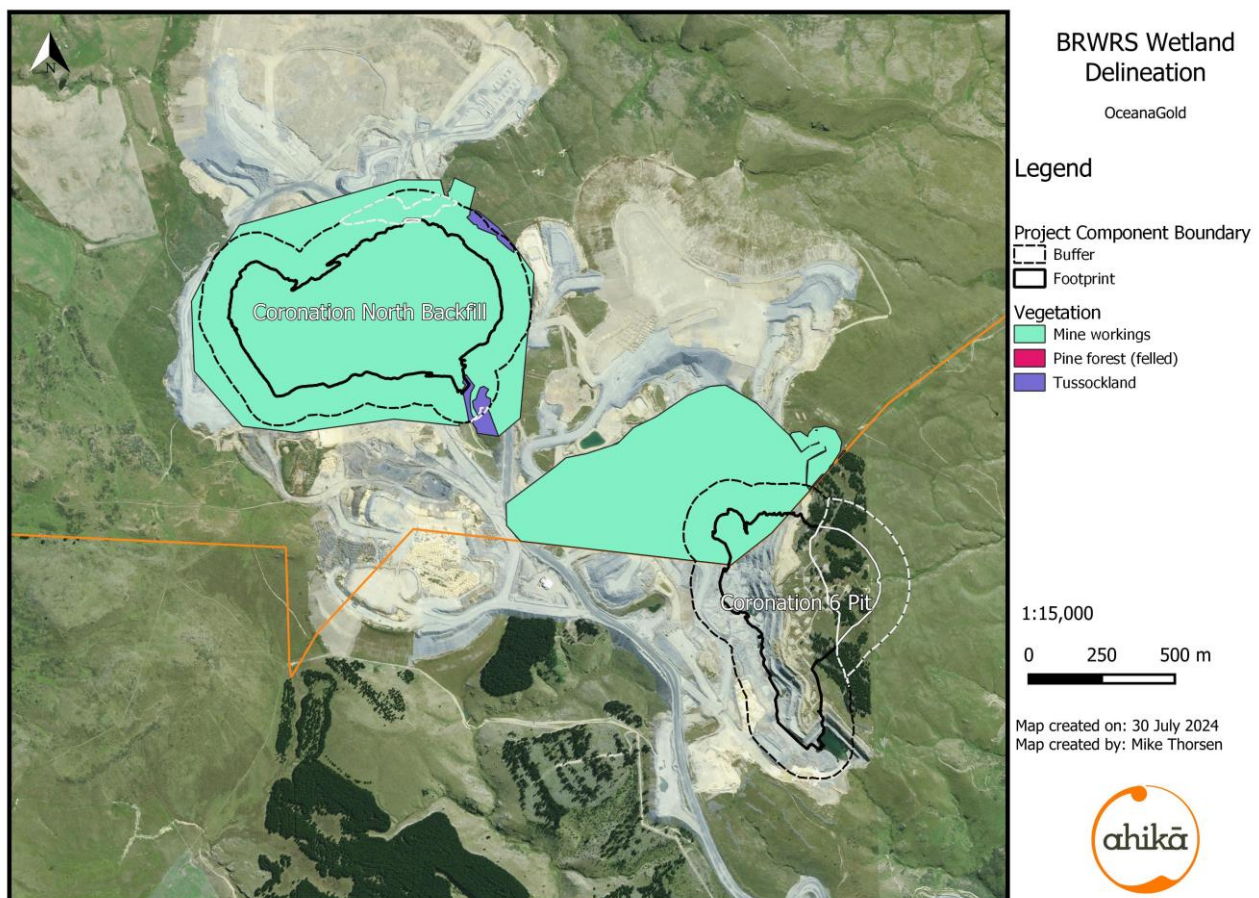 BRWRS Wetland
Delineation
OceanaGold
Legend
Project Component Boundary
Buffer
Footprint
Vegetation
Mine workings
Pine forest (felled)
Tussockland
N
Coronation North Backfill
Coronation 6 Pit
1:15,000
0 250 500 m
Map created on: 30 July 2024
Map created by: Mike Thorsen
ahikā